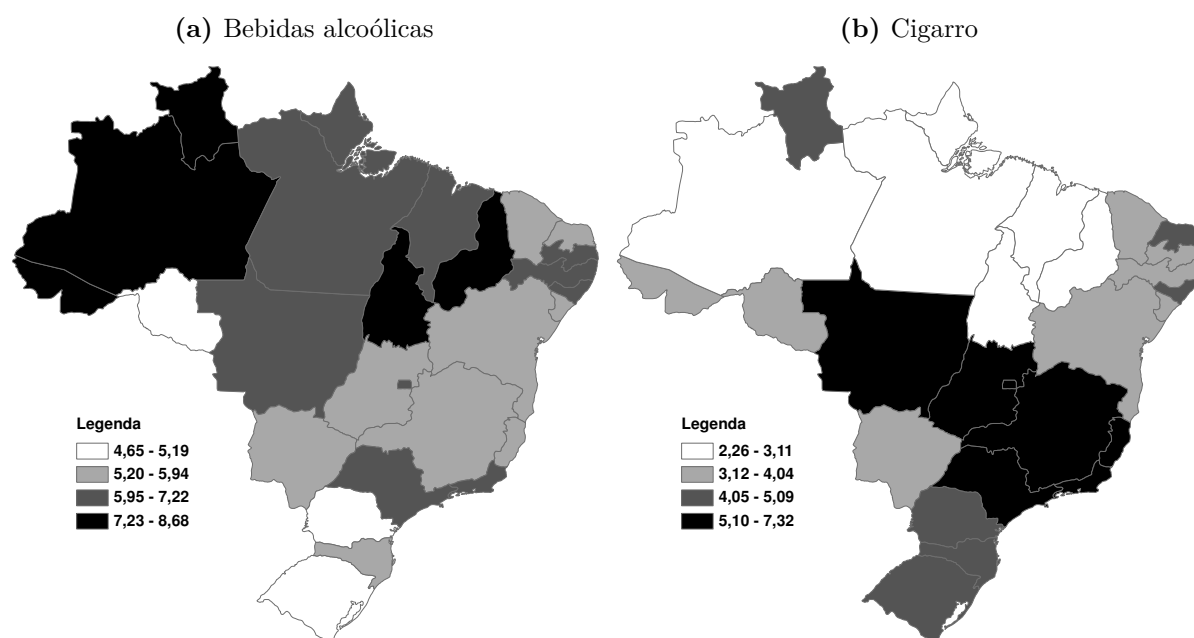 (a) Bebidas alcoólicas
Legenda
4,65 - 5,19
5,20 - 5,94
5,95 - 7,22
7,23 - 8,68
(b) Cigarro
Legenda
2,26 - 3,11
3,12 - 4,04
4,05 - 5,09
5,10 - 7,32